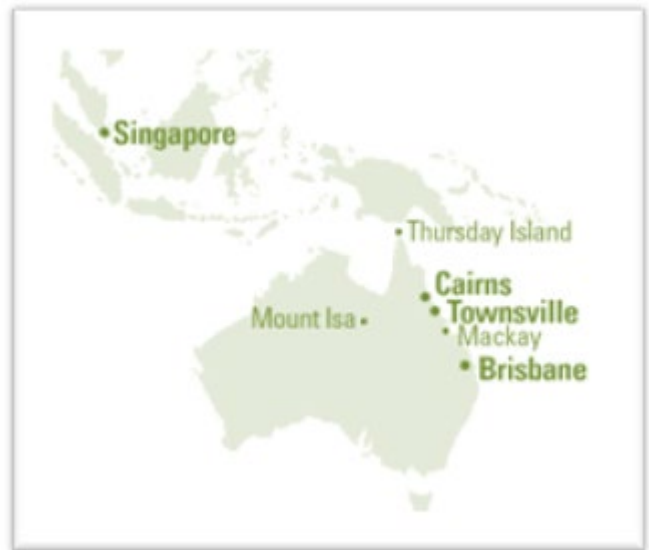 Singapore
Thursday Island
Cairns
Townsville
Mount Isa
Mackay
Brisbane